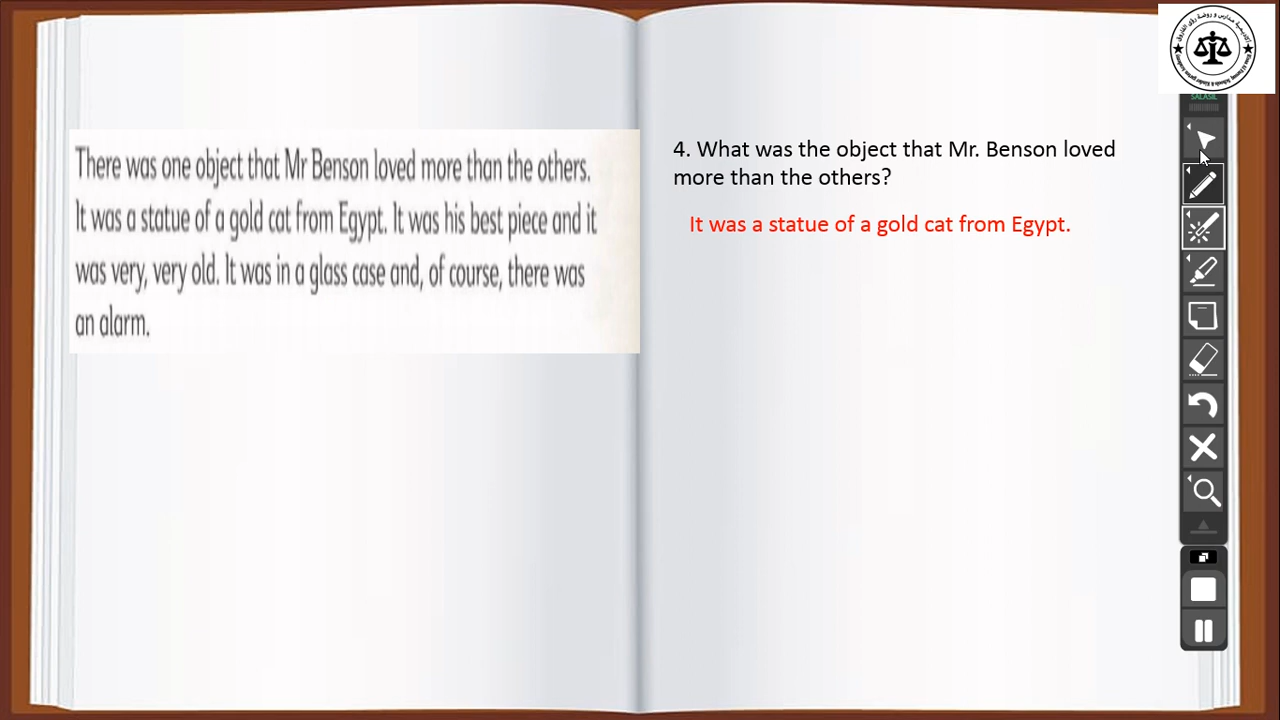 There was one object that Mr Benson loved more than the others.
It was a statue of a gold cat from Egypt. It was his best piece and it
was very, very old. It was in a glass case and, of course, there was
an alarm.
4. What was the object that Mr. Benson loved
more than the others?
It was a statue of a gold cat from Egypt.
SALASIL